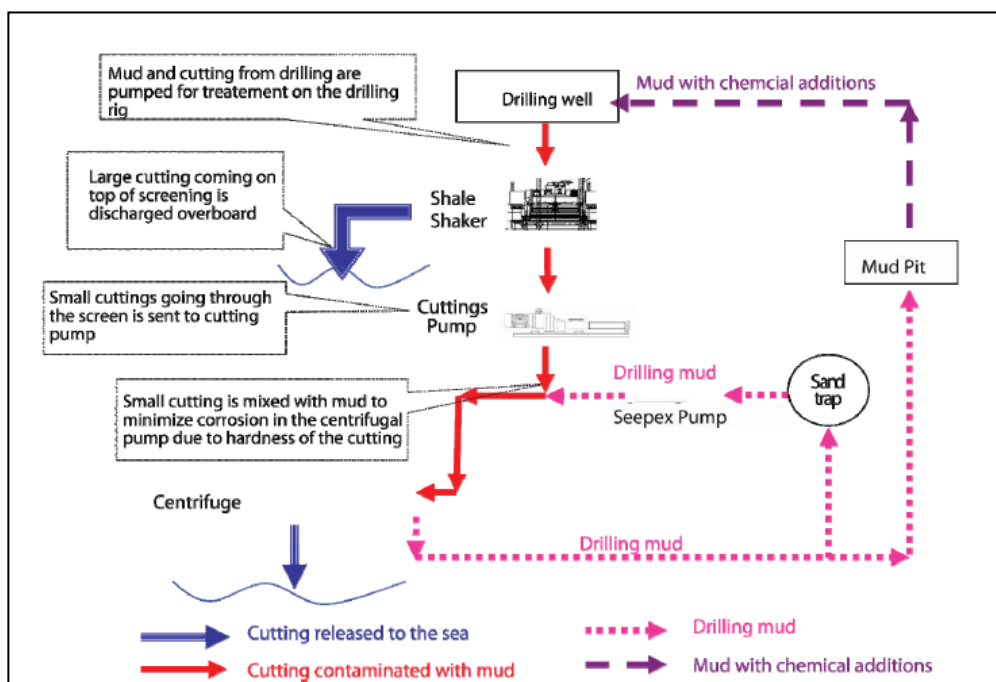 Mud and cutting from drilling are
pumped for treatement on the drilling
rig
Drilling well
Mud with chemcial additions
Large cutting coming on
top of screening is
discharged overboard
Shale
Shaker
Mud Pit
Small cuttings going through
the screen is sent to cutting
pump
Cuttings
Pump
Small cutting is mixed with mud to
minimize corrosion in the centrifugal
pump due to hardness of the cutting
Drilling mud
Seepex Pump
Sand
trap
Centrifuge
Drilling mud
Cutting released to the sea
Cutting contaminated with mud
Drilling mud
Mud with chemical additions